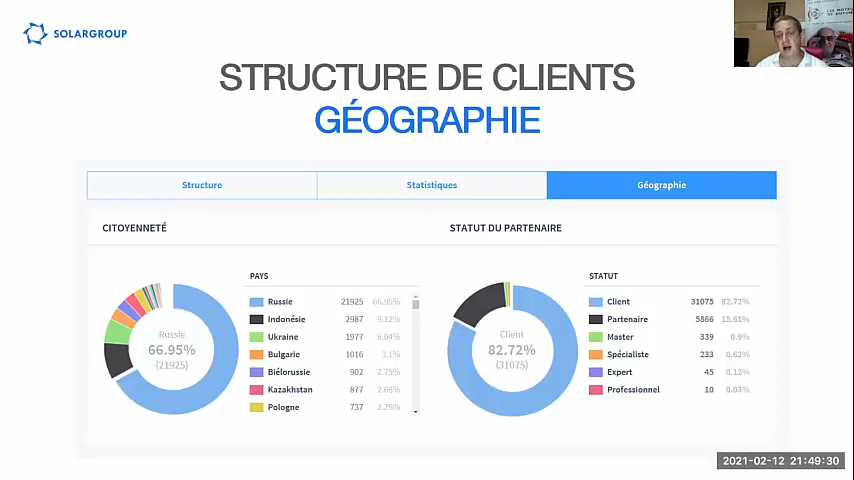 SOLARGROUP
STRUCTURE DE CLIENTS
GÉOGRAPHIE
Structure
Statistiques
Géographie
CITOYENNETÉ
STATUT DU PARTENAIRE
PAYS
Russie 21925 66.95%
Indonésie 2987 9.12%
Ukraine 1977 6.04%
Bulgarie 1016 3.1%
Biélorussie 902 2.75%
Kazakhstan 877 2.68%
Pologne 737 2.25%
Russie
66.95%
(21925)
STATUT
Client 31075 82.72%
Partenaire 5866 15.61%
Master 339 0.9%
Spécialiste 233 0.62%
Expert 45 0.12%
Professionnel 10 0.03%
Client
82.72%
(31075)
2021-02-12 21:49:30